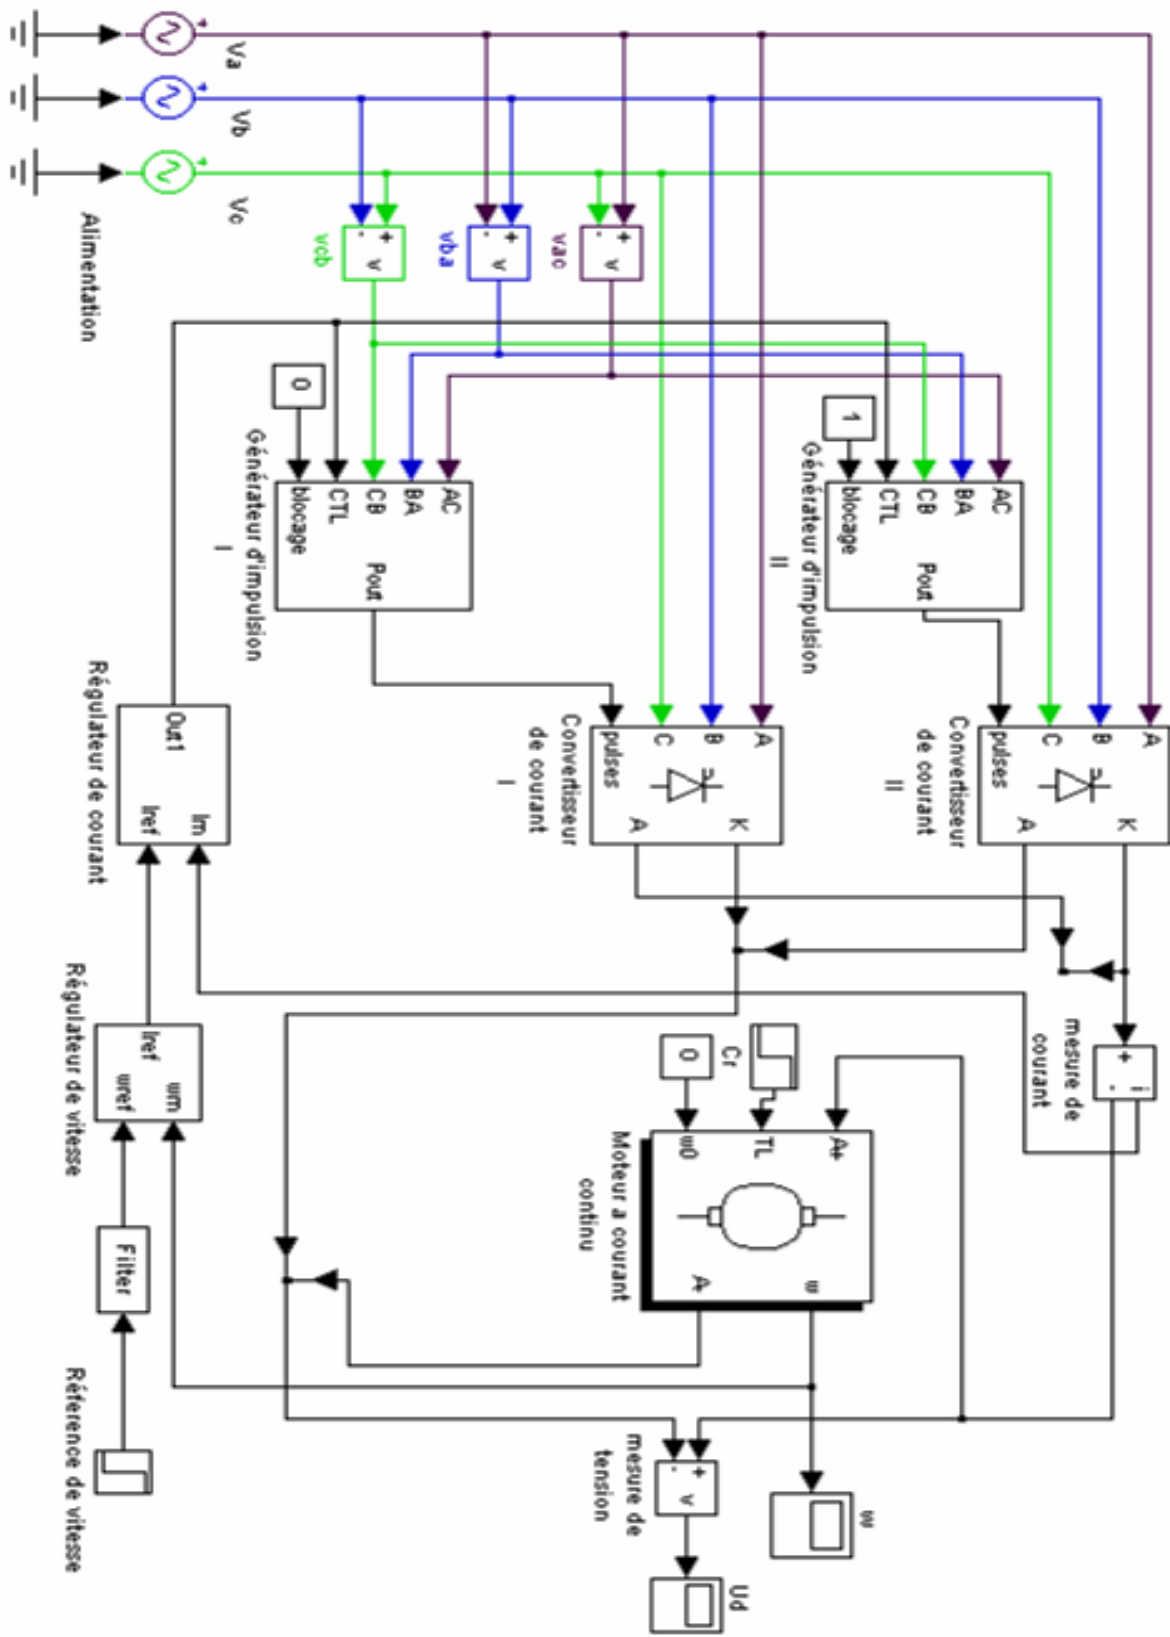 Va
Vb
Vc
Alimentation
+
-
v
vac
+
-
v
vba
+
-
v
vcb
1
AC
BA
CB
CTL
blocage
Pout
Générateur d'impulsion
II
0
AC
BA
CB
CTL
blocage
Pout
Générateur d'impulsion
I
A
B
C
pulses
K
A
Convertisseur
de courant
II
A
B
C
pulses
K
A
Convertisseur
de courant
I
Out1
Im
Iref
Régulateur de courant
i
+
-
mesure de
courant
Cr
0
A+
TL
w0
w
A-
Moteur a courant
continu
Iref
wm
wref
Régulateur de vitesse
Filter
Réference de vitesse
+
-
v
mesure de
tension
w
Ud